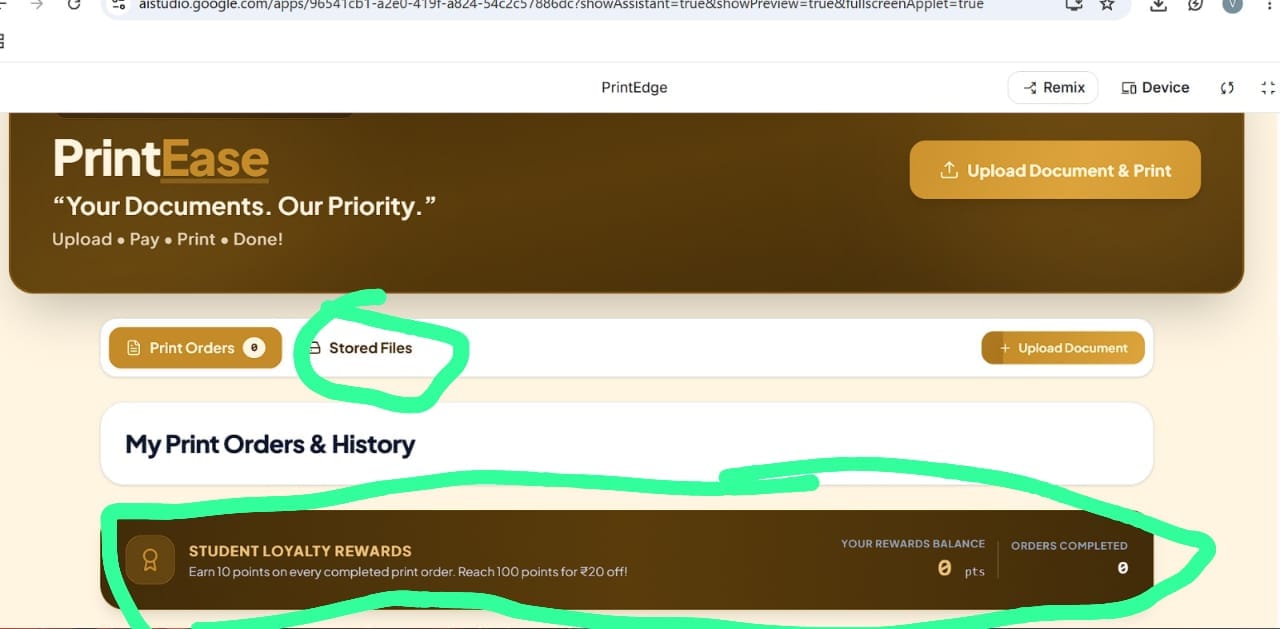 aistudio.google.com/apps/96541cb1-a2e0-419f-a824-54c2c57886dc?showAssistant=true&showPreview=true&fullscreenApplet=true
V
PrintEdge
Remix
Device
PrintEase
Upload Document & Print
“Your Documents. Our Priority.”
Upload • Pay • Print • Done!
Print Orders 0
Stored Files
+ Upload Document
My Print Orders & History
STUDENT LOYALTY REWARDS
Earn 10 points on every completed print order. Reach 100 points for ₹20 off!
YOUR REWARDS BALANCE
0 pts
ORDERS COMPLETED
0